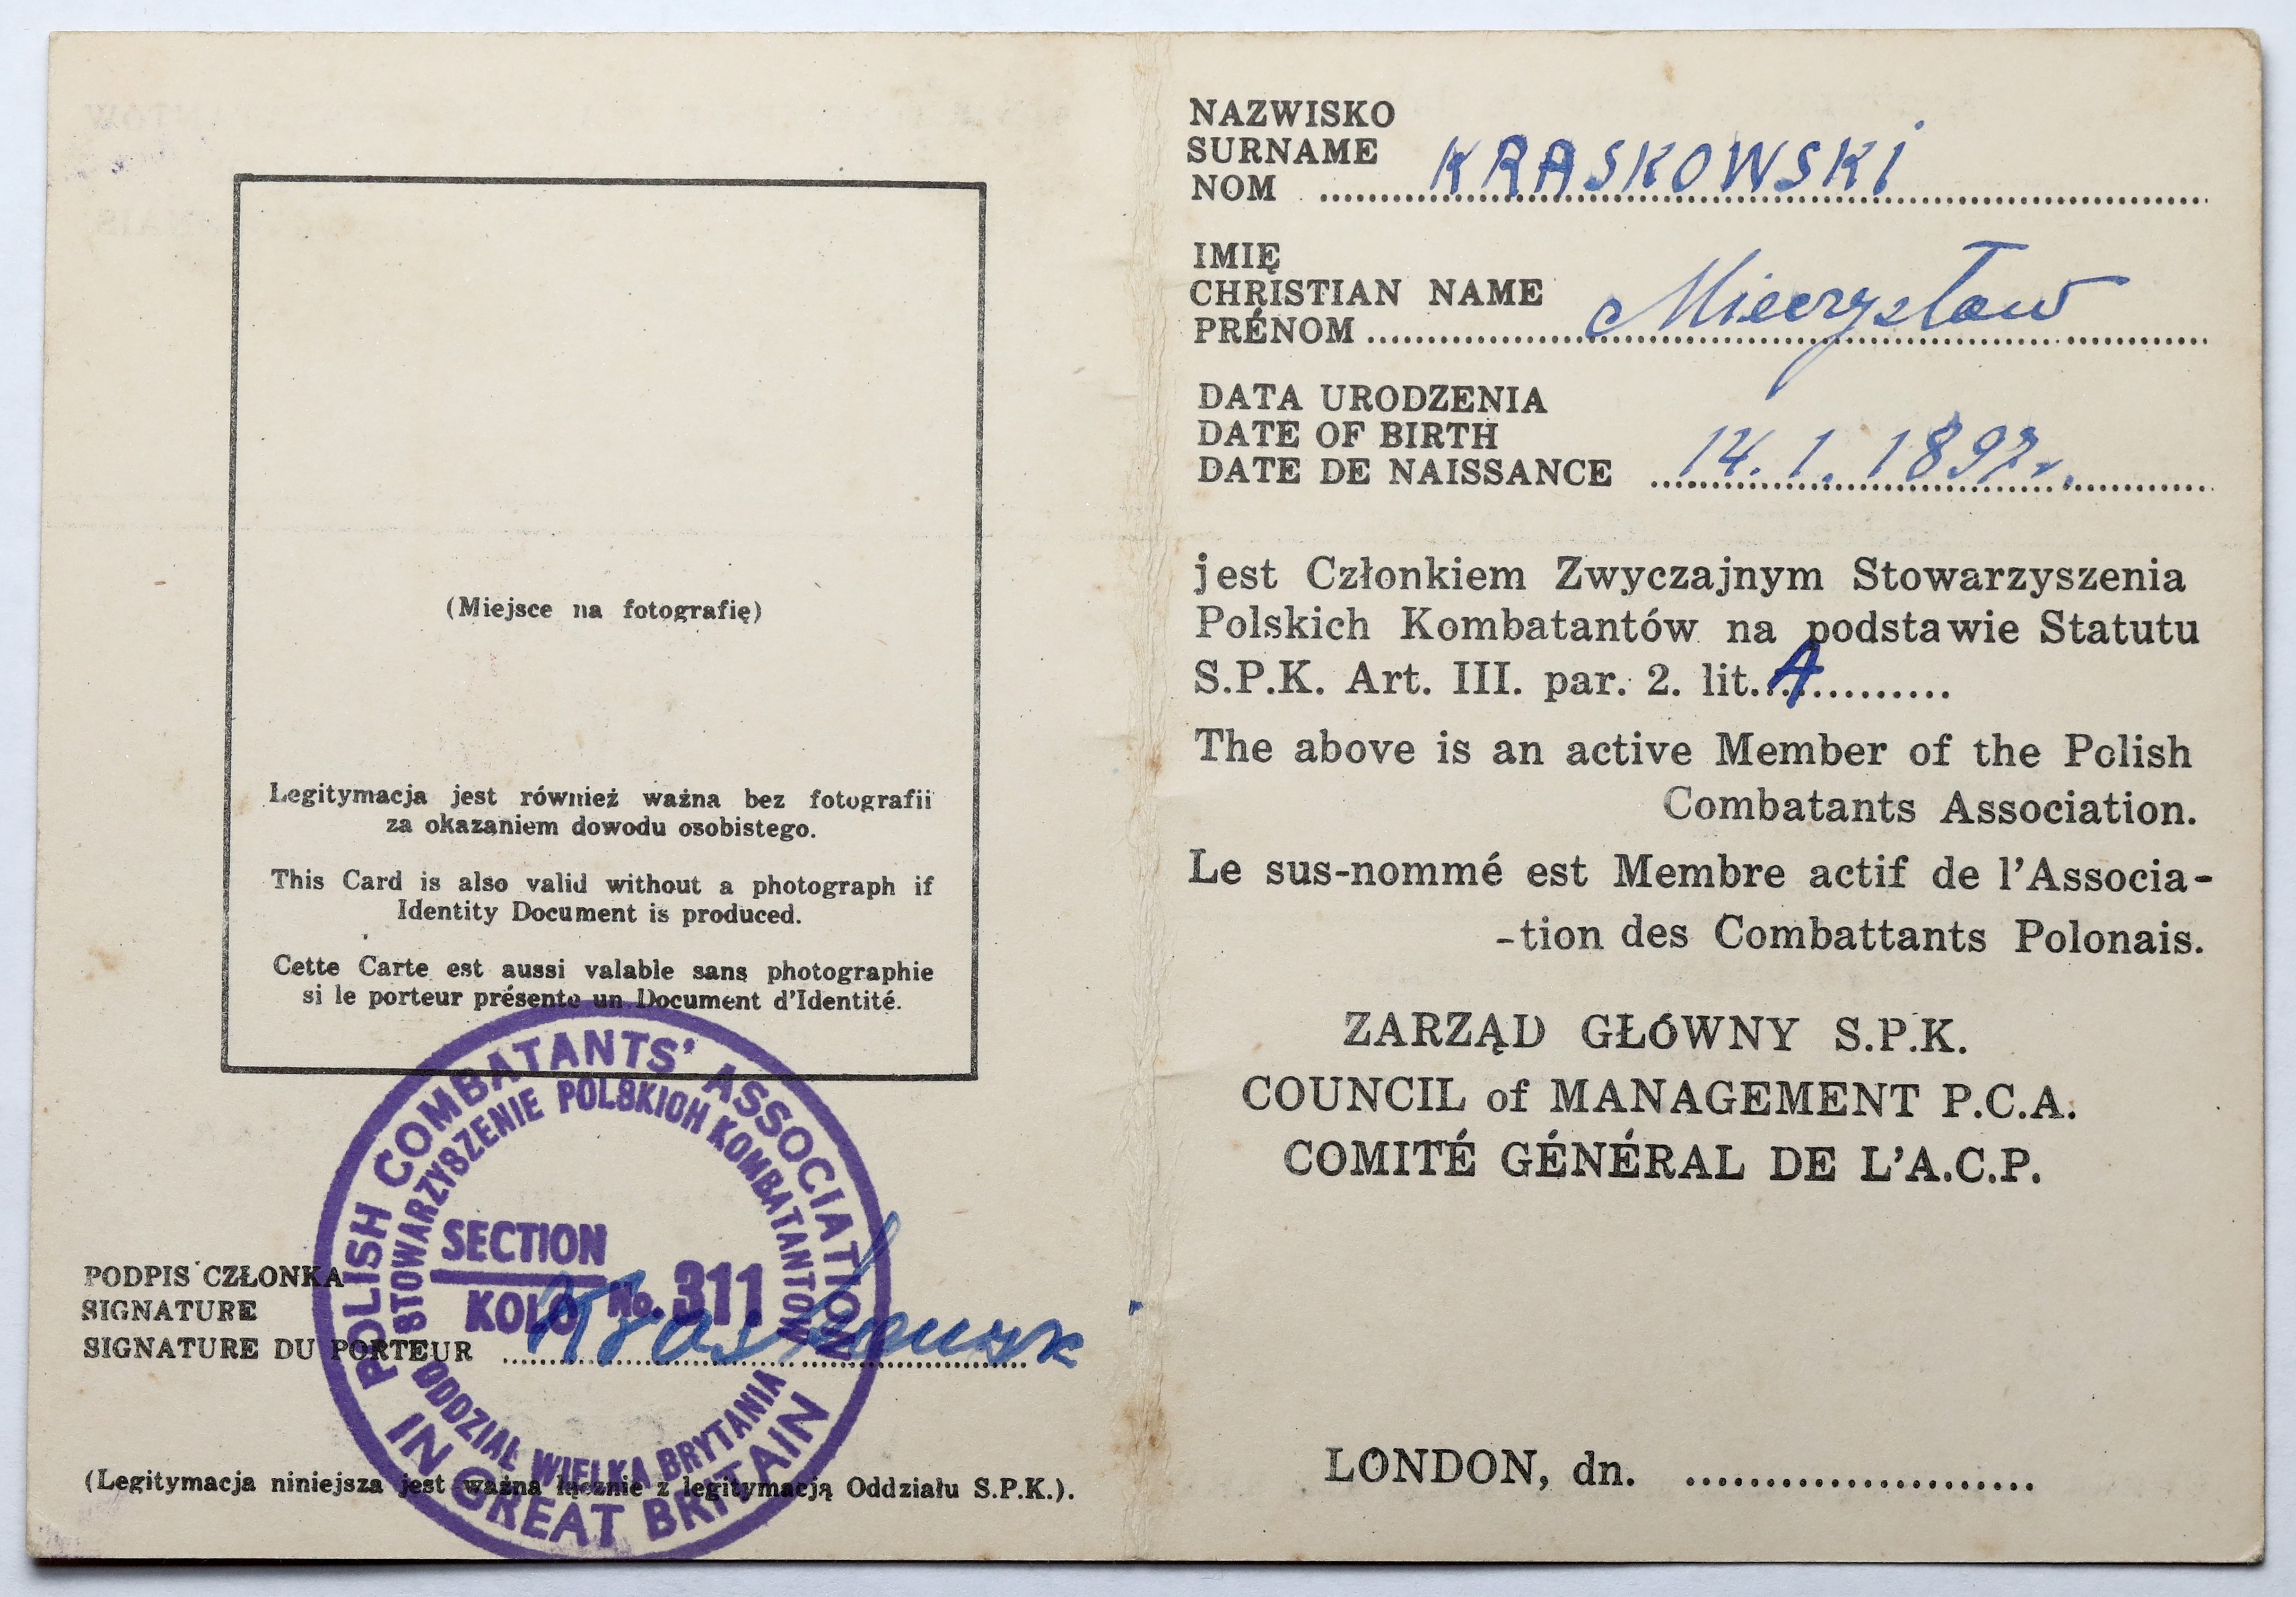 (Miejsce na fotografię)
Legitymacja jest również ważna bez fotografii
za okazaniem dowodu osobistego.
This Card is also valid without a photograph if
Identity Document is produced.
Cette Carte est aussi valable sans photographie
si le porteur présente un Document d'Identité.
POLISH COMBATANTS' ASSOCIATION
IN GREAT BRITAIN
STOWARZYSZENIE POLSKICH KOMBATANTÓW
ODDZIAŁ WIELKA BRYTANIA
SECTION
KOŁO No. 311
PODPIS CZŁONKA
SIGNATURE
SIGNATURE DU PORTEUR
(Legitymacja niniejsza jest ważna łącznie z legitymacją Oddziału S.P.K.).
NAZWISKO
SURNAME
NOM KRASKOWSKI
IMIĘ
CHRISTIAN NAME
PRÉNOM Mieczysław
DATA URODZENIA
DATE OF BIRTH
DATE DE NAISSANCE 14.1.1897r.
jest Członkiem Zwyczajnym Stowarzyszenia
Polskich Kombatantów na podstawie Statutu
S.P.K. Art. III. par. 2. lit. A
The above is an active Member of the Polish
Combatants Association.
Le sus-nommé est Membre actif de l'Associa-
-tion des Combattants Polonais.
ZARZĄD GŁÓWNY S.P.K.
COUNCIL of MANAGEMENT P.C.A.
COMITÉ GÉNÉRAL DE L'A.C.P.
LONDON, dn. ......................